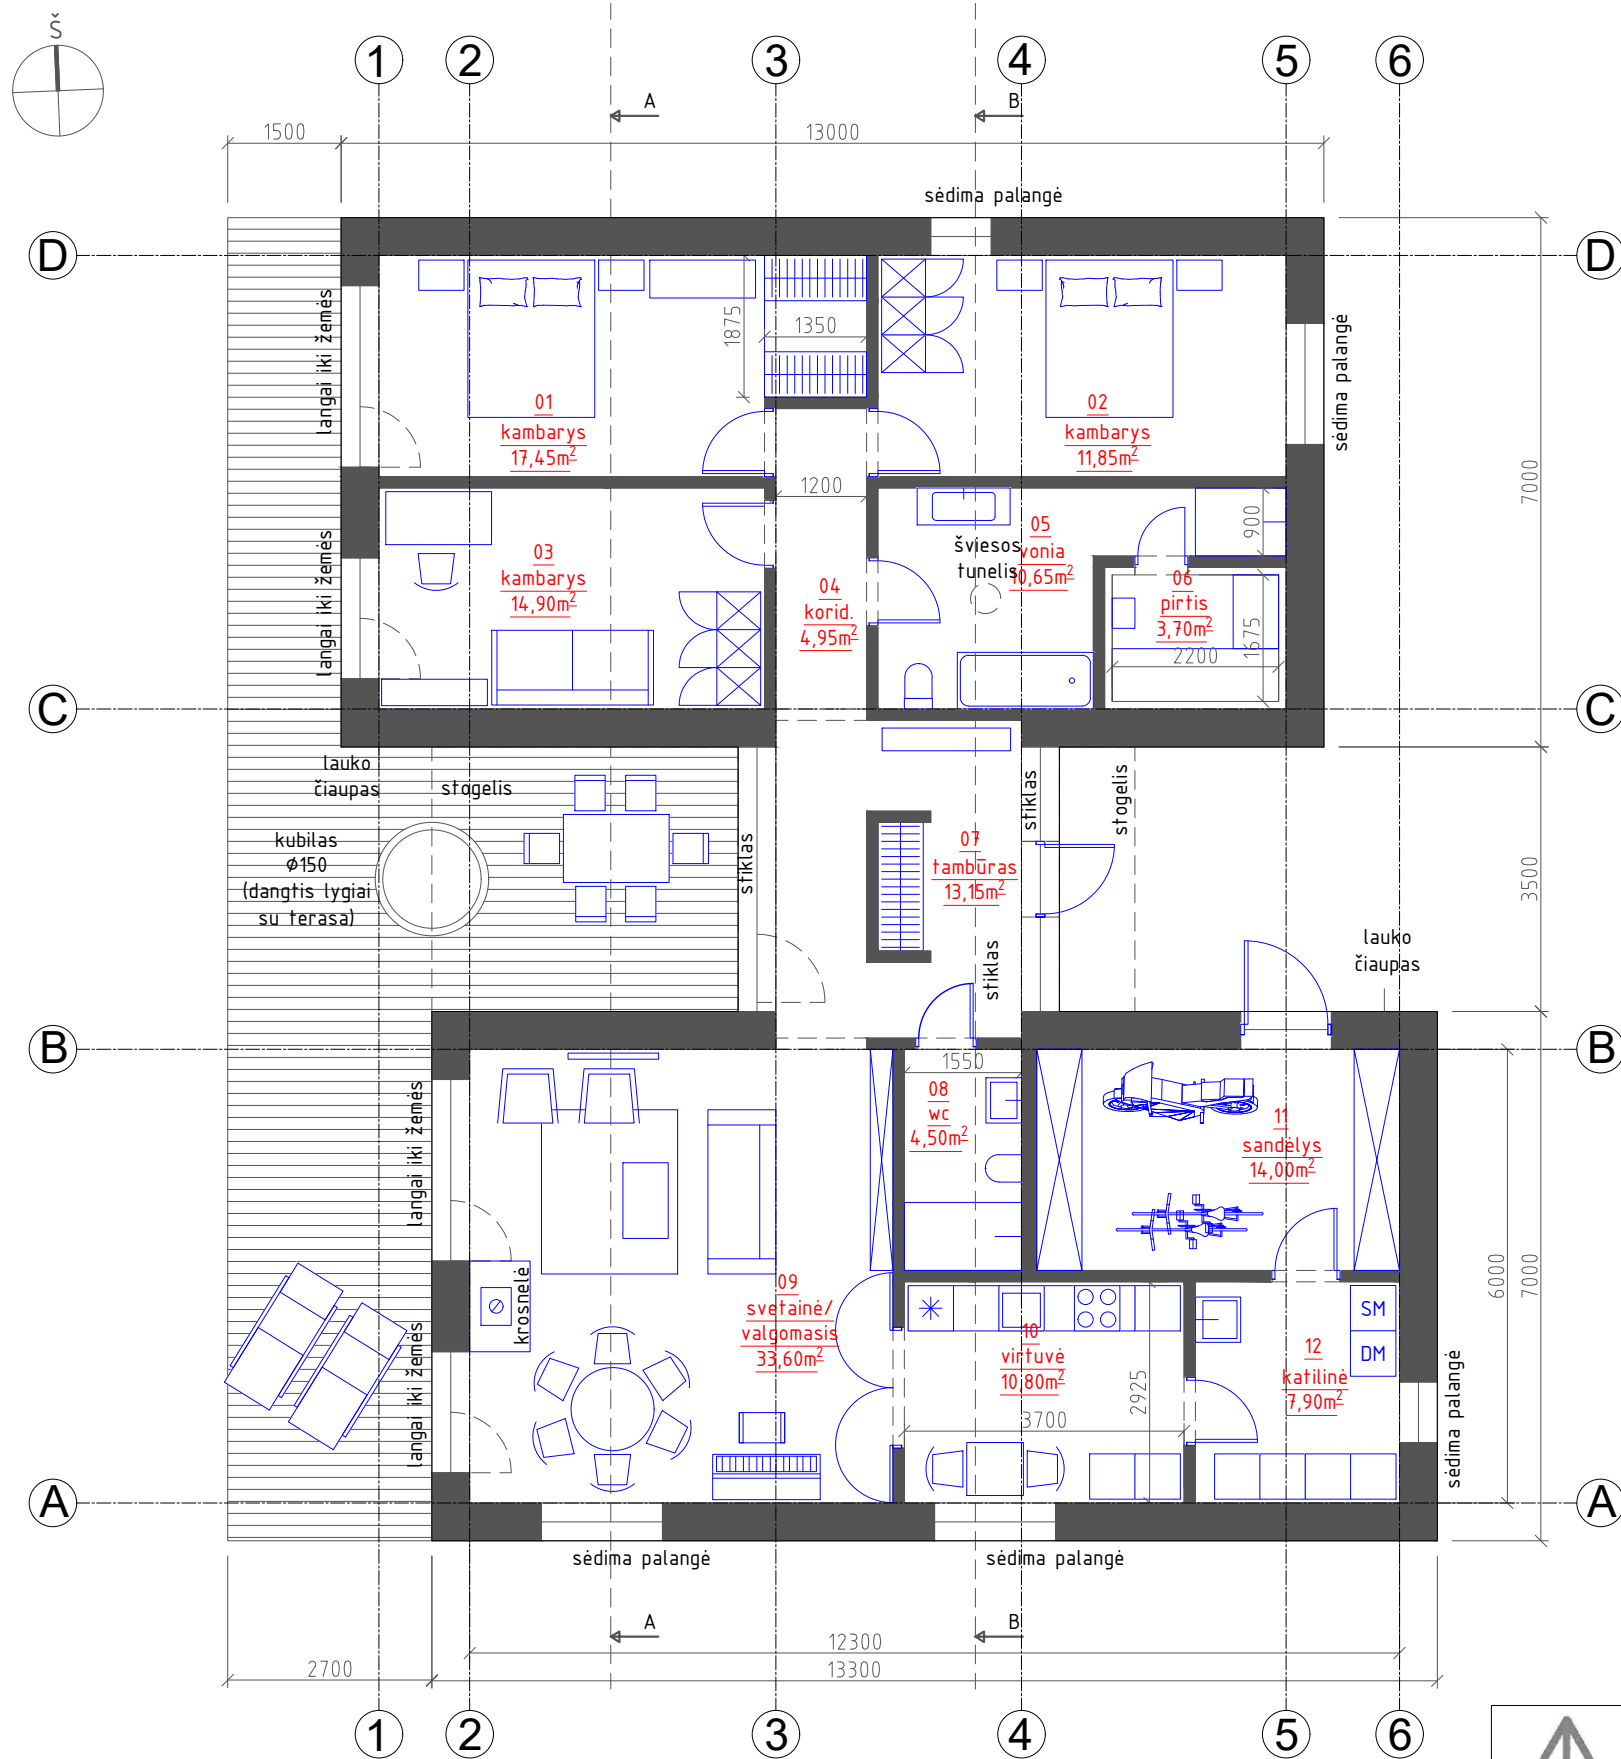 Š
1 2 3 4 5 6
A B
1500 13000
sėdima palangė
D D
langai iki žemės
1875
1350
01
kambarys
17,45m²
02
kambarys
11,85m²
sėdima palangė
7000
1200
900
03
kambarys
14,90m²
langai iki žemės
04
korid.
4,95m²
šviesos
tunelis
05
vonia
10,65m²
06
pirtis
3,70m²
1675
2200
C C
lauko
čiaupas
stogelis
kubilas
Ø150
(dangtis lygiai
su terasa)
stiklas
07
tambūras
13,15m²
stiklas
stogelis
3500
stiklas
lauko
čiaupas
B B
1550
08
wc
4,50m²
langai iki žemės
11
sandėlys
14,00m²
6000
7000
krosnelė
09
svetainė/
valgomasis
33,60m²
langai iki žemės
10
virtuvė
10,80m²
2925
3700
SM
DM
12
katilinė
7,90m²
sėdima palangė
A A
sėdima palangė sėdima palangė
A B
12300
2700 13300
1 2 3 4 5 6